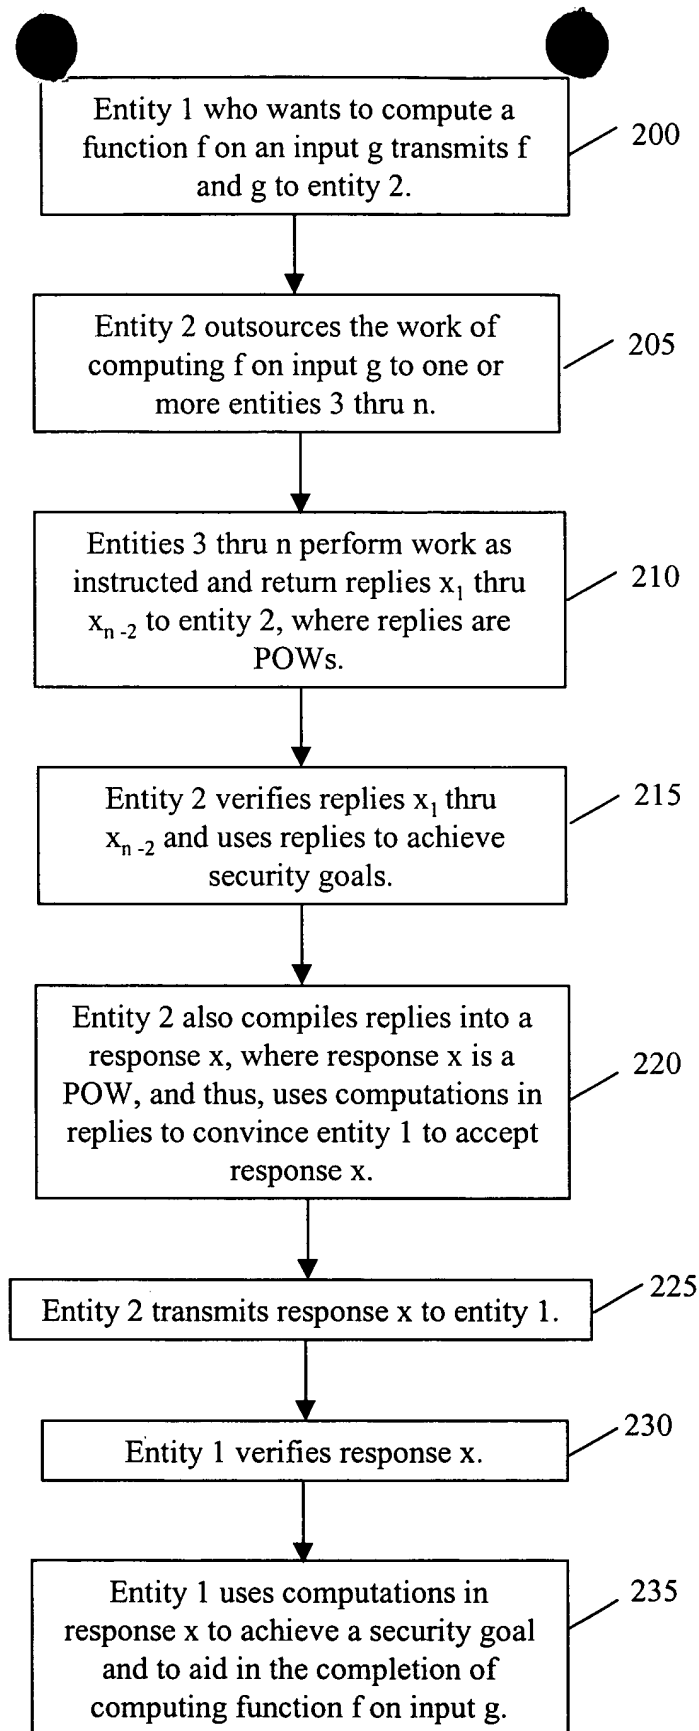 Entity 1 who wants to compute a
function f on an input g transmits f
and g to entity 2.
200
Entity 2 outsources the work of
computing f on input g to one or
more entities 3 thru n.
205
Entities 3 thru n perform work as
instructed and return replies x₁ thru
xₙ₋₂ to entity 2, where replies are
POWs.
210
Entity 2 verifies replies x₁ thru
xₙ₋₂ and uses replies to achieve
security goals.
215
Entity 2 also compiles replies into a
response x, where response x is a
POW, and thus, uses computations in
replies to convince entity 1 to accept
response x.
220
Entity 2 transmits response x to entity 1.
225
Entity 1 verifies response x.
230
Entity 1 uses computations in
response x to achieve a security goal
and to aid in the completion of
computing function f on input g.
235